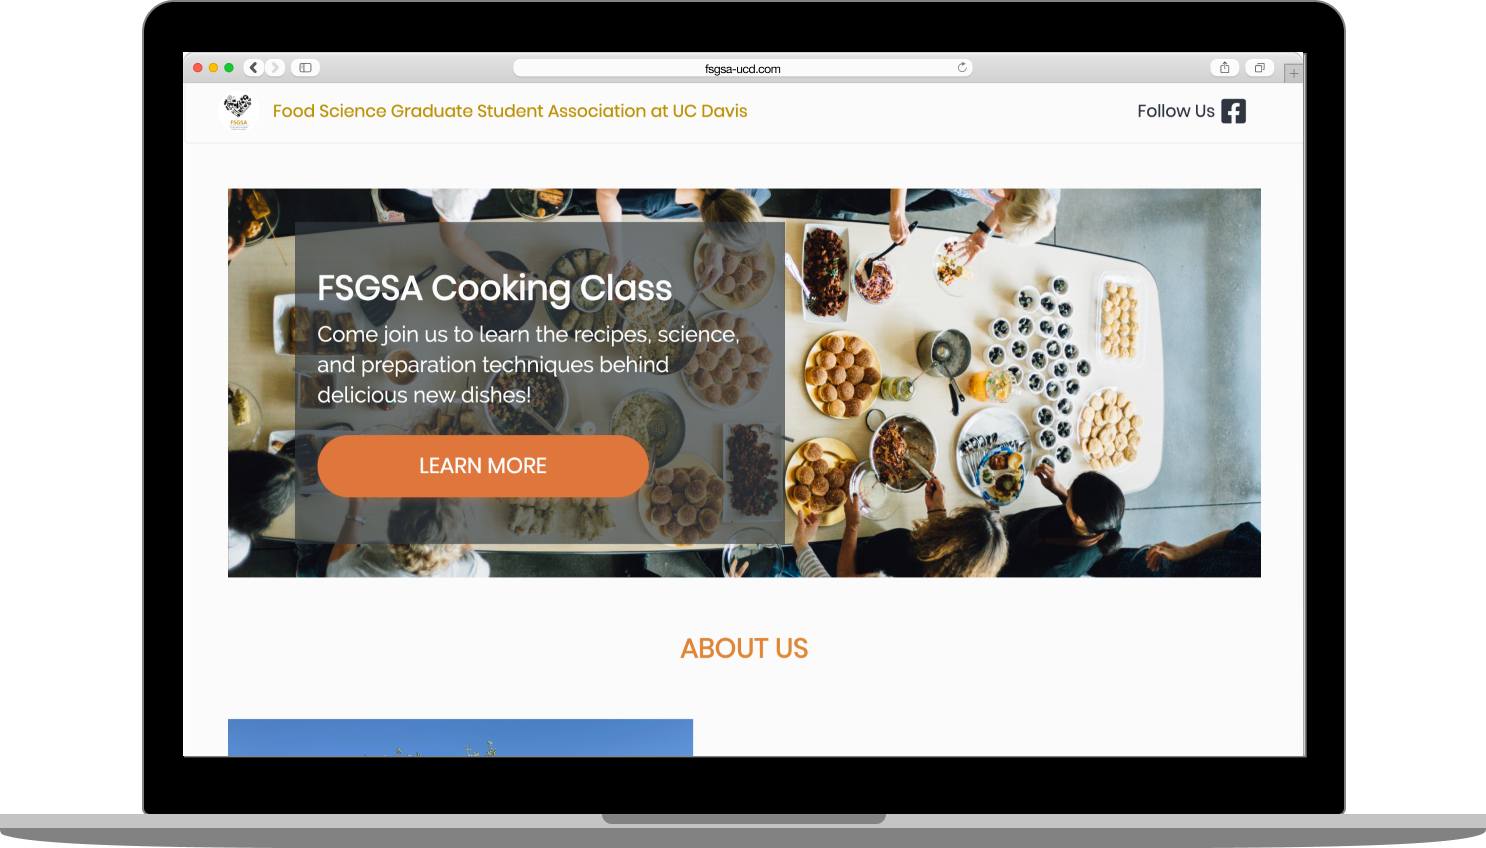 fsgsa-ucd.com
FSGSA
Food Science Graduate Student Association at UC Davis
Follow Us
FSGSA Cooking Class
Come join us to learn the recipes, science,
and preparation techniques behind
delicious new dishes!
LEARN MORE
ABOUT US